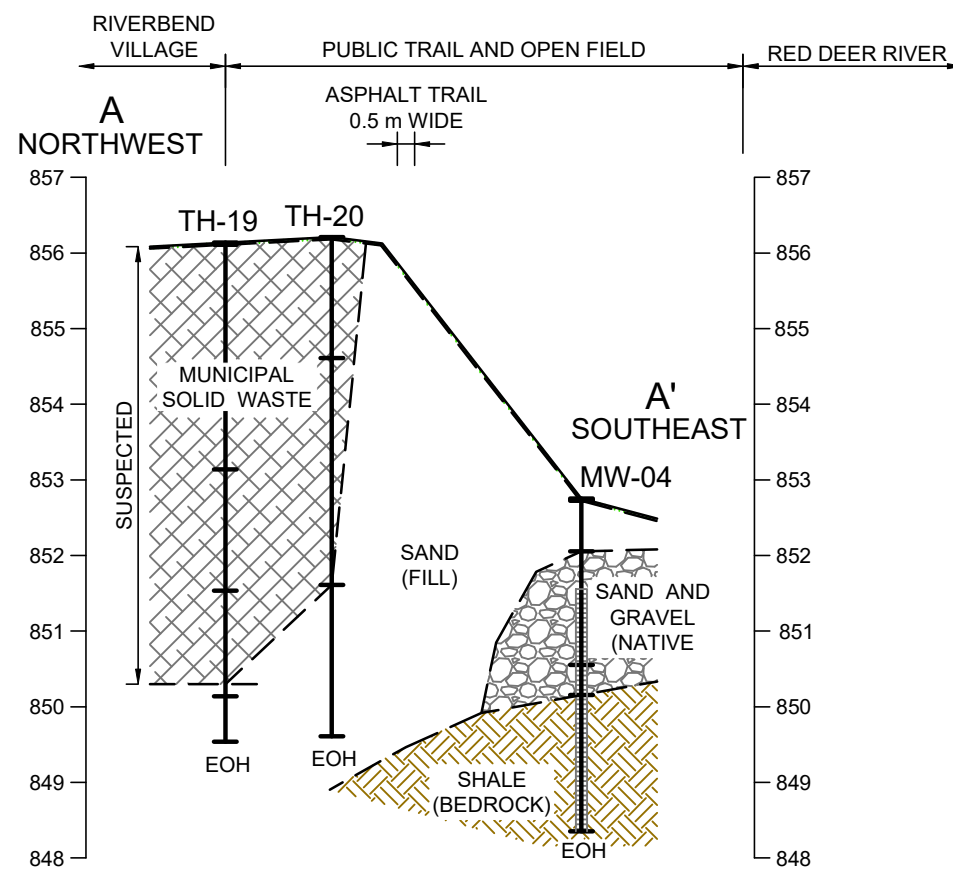 RIVERBEND
VILLAGE
PUBLIC TRAIL AND OPEN FIELD
RED DEER RIVER
ASPHALT TRAIL
0.5 m WIDE
A
NORTHWEST
857
856
855
854
853
852
851
850
849
848
TH-19
TH-20
SUSPECTED
MUNICIPAL
SOLID WASTE
EOH
EOH
SAND
(FILL)
A'
SOUTHEAST
MW-04
SAND AND
GRAVEL
(NATIVE
SHALE
(BEDROCK)
EOH
857
856
855
854
853
852
851
850
849
848